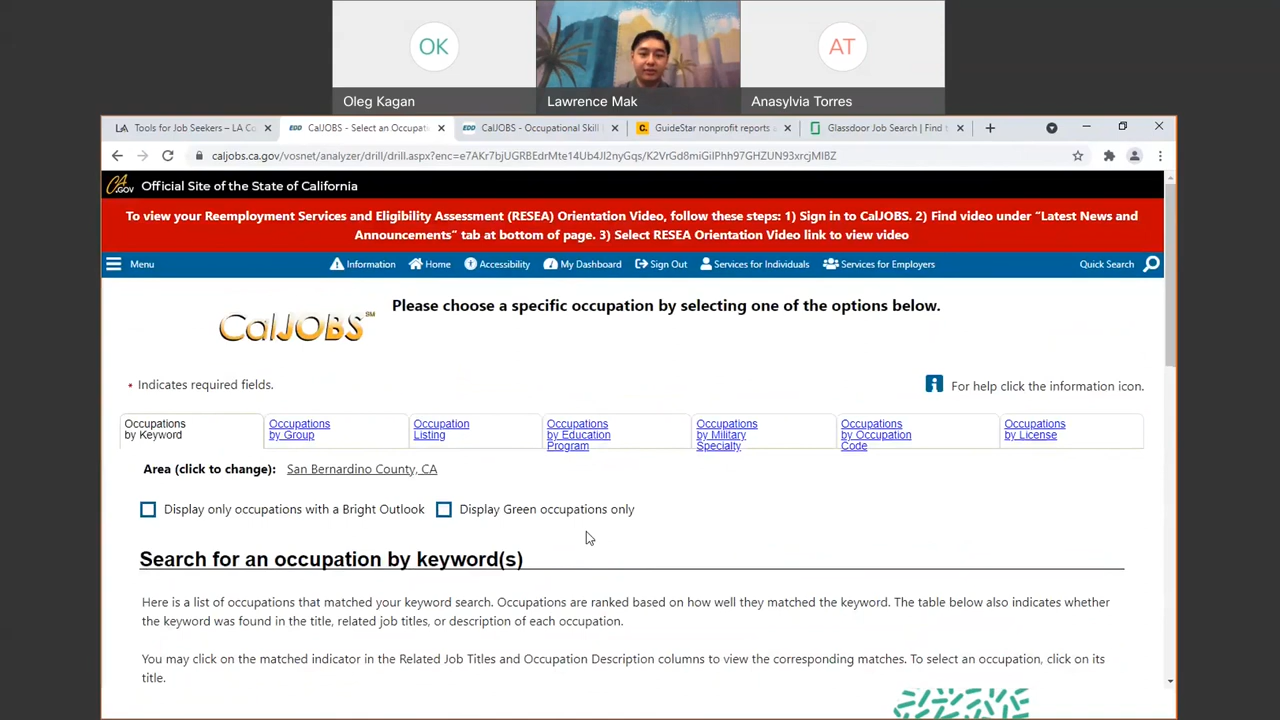 OK
AT
Oleg Kagan
Lawrence Mak
Anasylvia Torres
LA Tools for Job Seekers – LA Co
EDD CalJOBS - Select an Occupati
EDD CalJOBS - Occupational Skill
GuideStar nonprofit reports a
Glassdoor Job Search | Find t
caljobs.ca.gov/vosnet/analyzer/drill/drill.aspx?enc=e7AKr7bjUGRBEdrMte14Ub4Jl2nyGqs/K2VrGd8miGiIPhh97GHZUN93xrcjMIBZ
CA.GOV Official Site of the State of California
To view your Reemployment Services and Eligibility Assessment (RESEA) Orientation Video, follow these steps: 1) Sign in to CalJOBS. 2) Find video under “Latest News and
Announcements” tab at bottom of page. 3) Select RESEA Orientation Video link to view video
Menu Information Home Accessibility My Dashboard Sign Out Services for Individuals Services for Employers Quick Search
Please choose a specific occupation by selecting one of the options below.
CalJOBS SM
* Indicates required fields.
For help click the information icon.
Occupations
by Keyword
Occupations
by Group
Occupation
Listing
Occupations
by Education
Program
Occupations
by Military
Specialty
Occupations
by Occupation
Code
Occupations
by License
Area (click to change): San Bernardino County, CA
Display only occupations with a Bright Outlook Display Green occupations only
Search for an occupation by keyword(s)
Here is a list of occupations that matched your keyword search. Occupations are ranked based on how well they matched the keyword. The table below also indicates whether
the keyword was found in the title, related job titles, or description of each occupation.
You may click on the matched indicator in the Related Job Titles and Occupation Description columns to view the corresponding matches. To select an occupation, click on its
title.